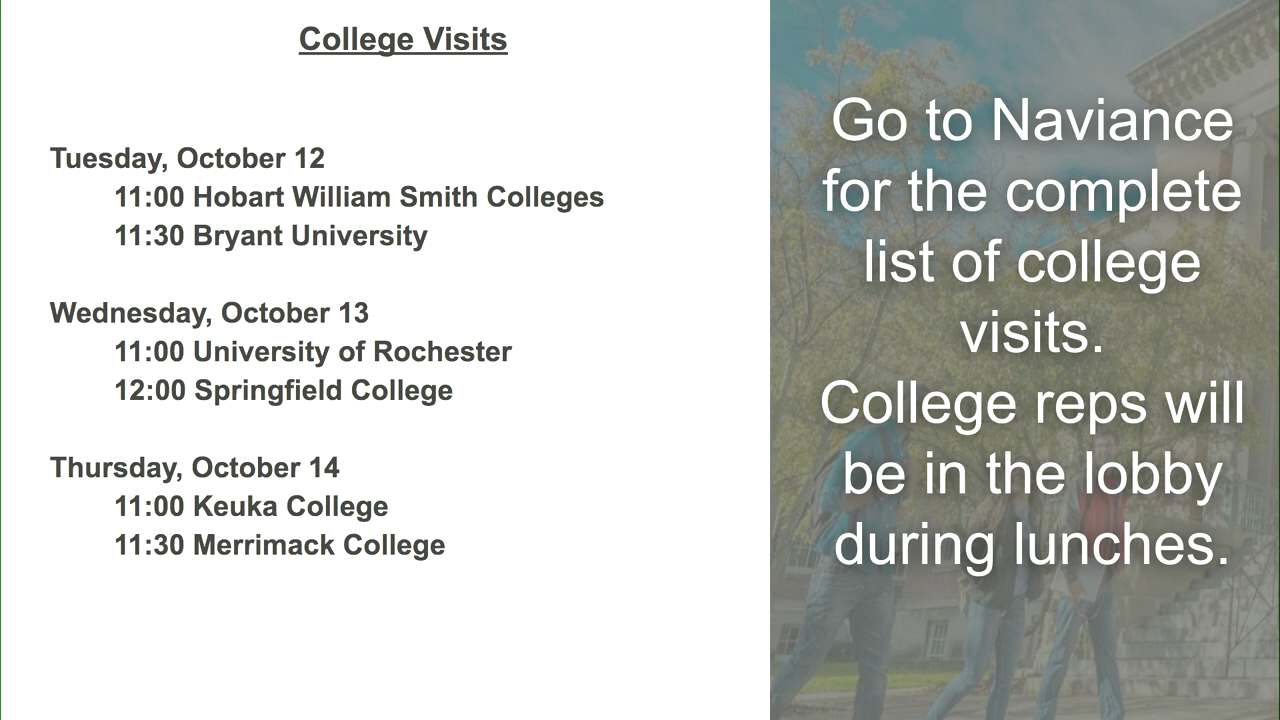 College Visits
Tuesday, October 12
11:00 Hobart William Smith Colleges
11:30 Bryant University
Wednesday, October 13
11:00 University of Rochester
12:00 Springfield College
Thursday, October 14
11:00 Keuka College
11:30 Merrimack College
Go to Naviance
for the complete
list of college
visits.
College reps will
be in the lobby
during lunches.